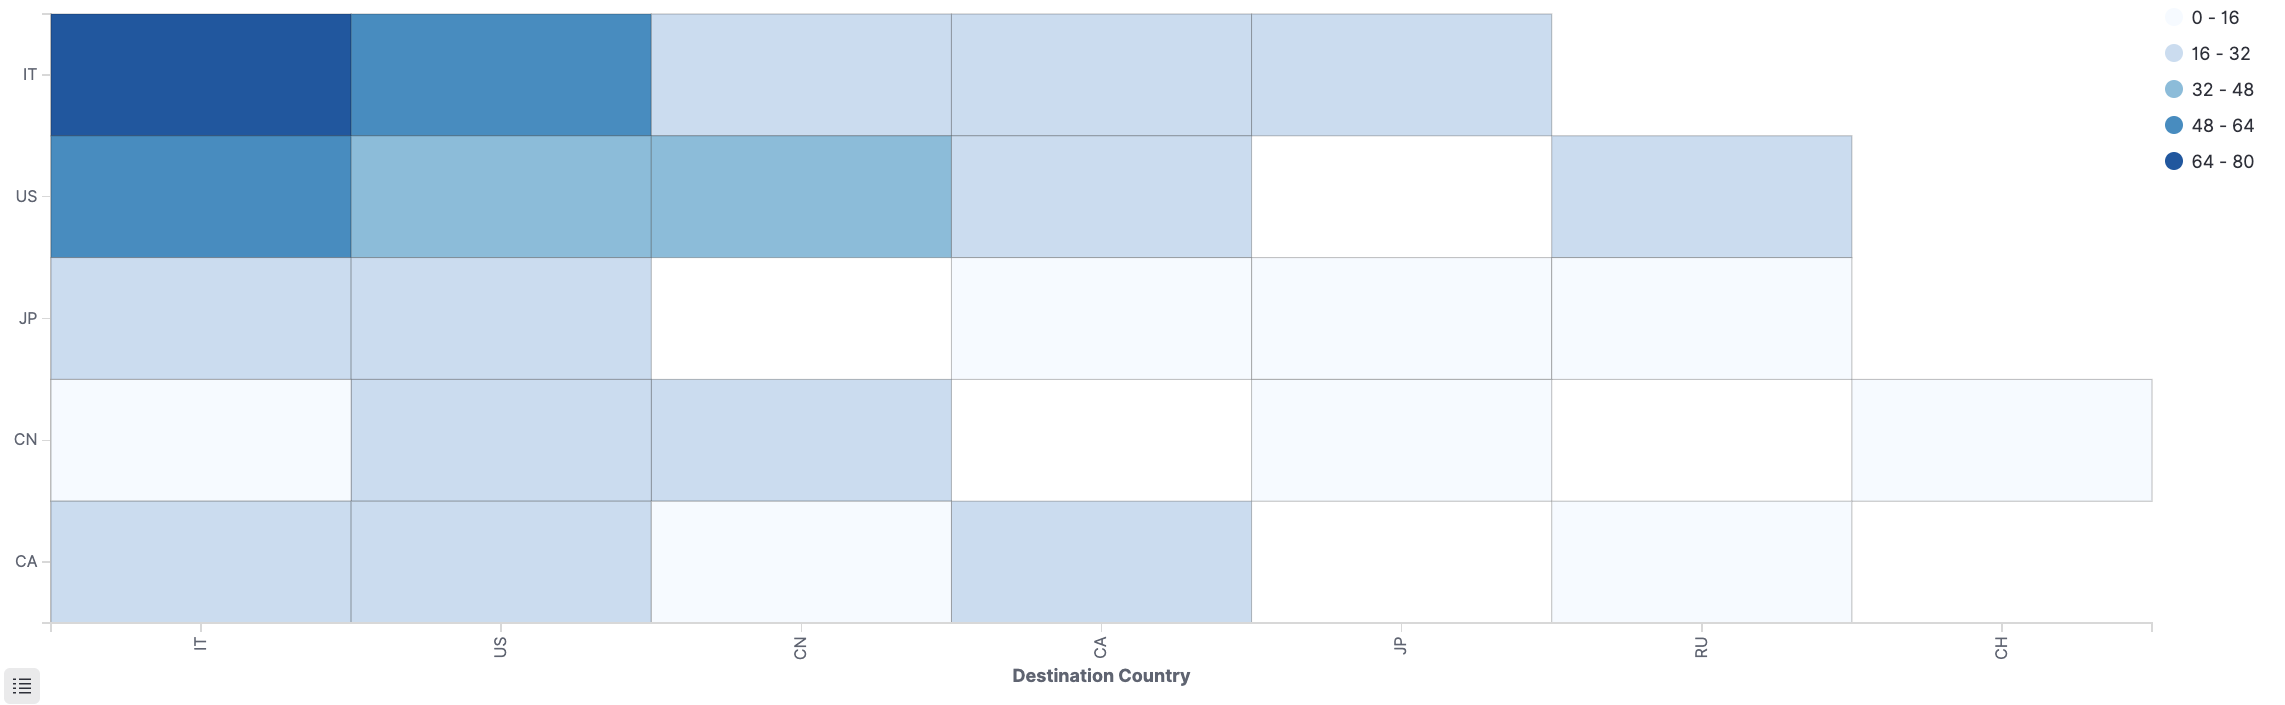 0 - 16
16 - 32
32 - 48
48 - 64
64 - 80
IT
US
JP
CN
CA
IT
US
CN
CA
JP
RU
CH
Destination Country